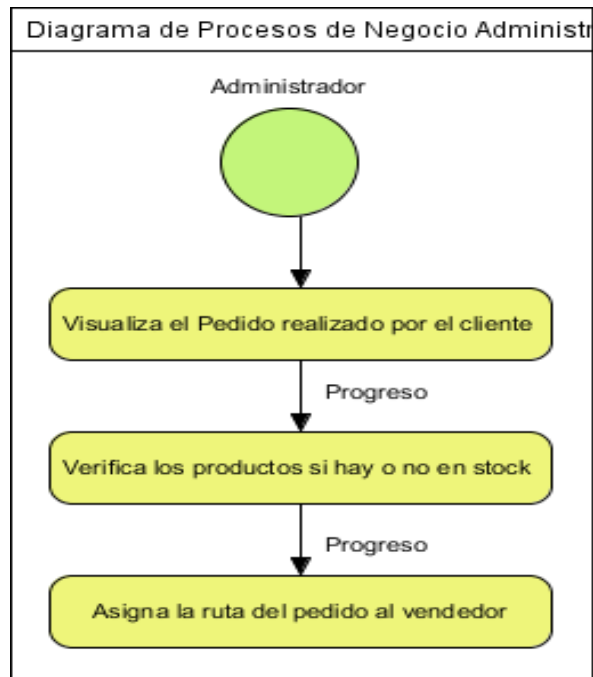 Diagrama de Procesos de Negocio Administr
Administrador
Visualiza el Pedido realizado por el cliente
Progreso
Verifica los productos si hay o no en stock
Progreso
Asigna la ruta del pedido al vendedor